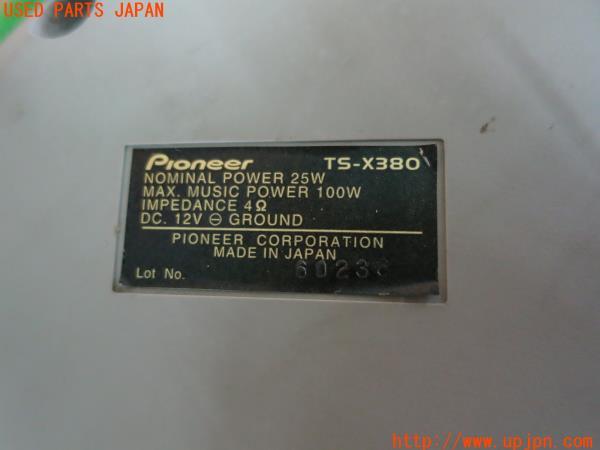 USED PARTS JAPAN
Pioneer TS-X380
NOMINAL POWER 25W
MAX. MUSIC POWER 100W
IMPEDANCE 4Ω
DC. 12V ⊖ GROUND
PIONEER CORPORATION
MADE IN JAPAN
Lot No.
http://www.upjpn.com/